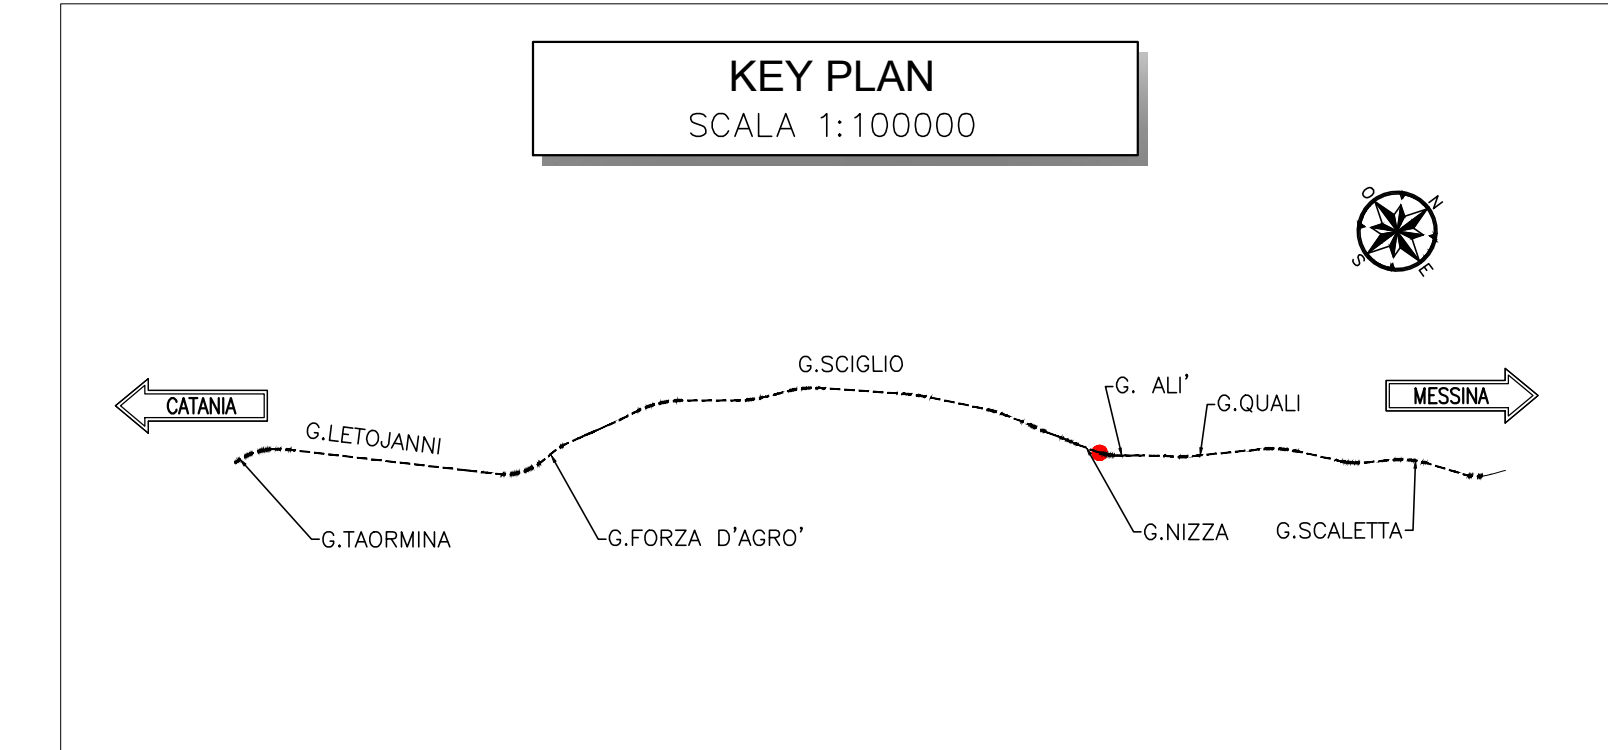 KEY PLAN
SCALA 1:100000
O
N
S
E
G.SCIGLIO
G. ALI'
G.QUALI
CATANIA
MESSINA
G.LETOJANNI
G.TAORMINA
G.FORZA D'AGRO'
G.NIZZA
G.SCALETTA